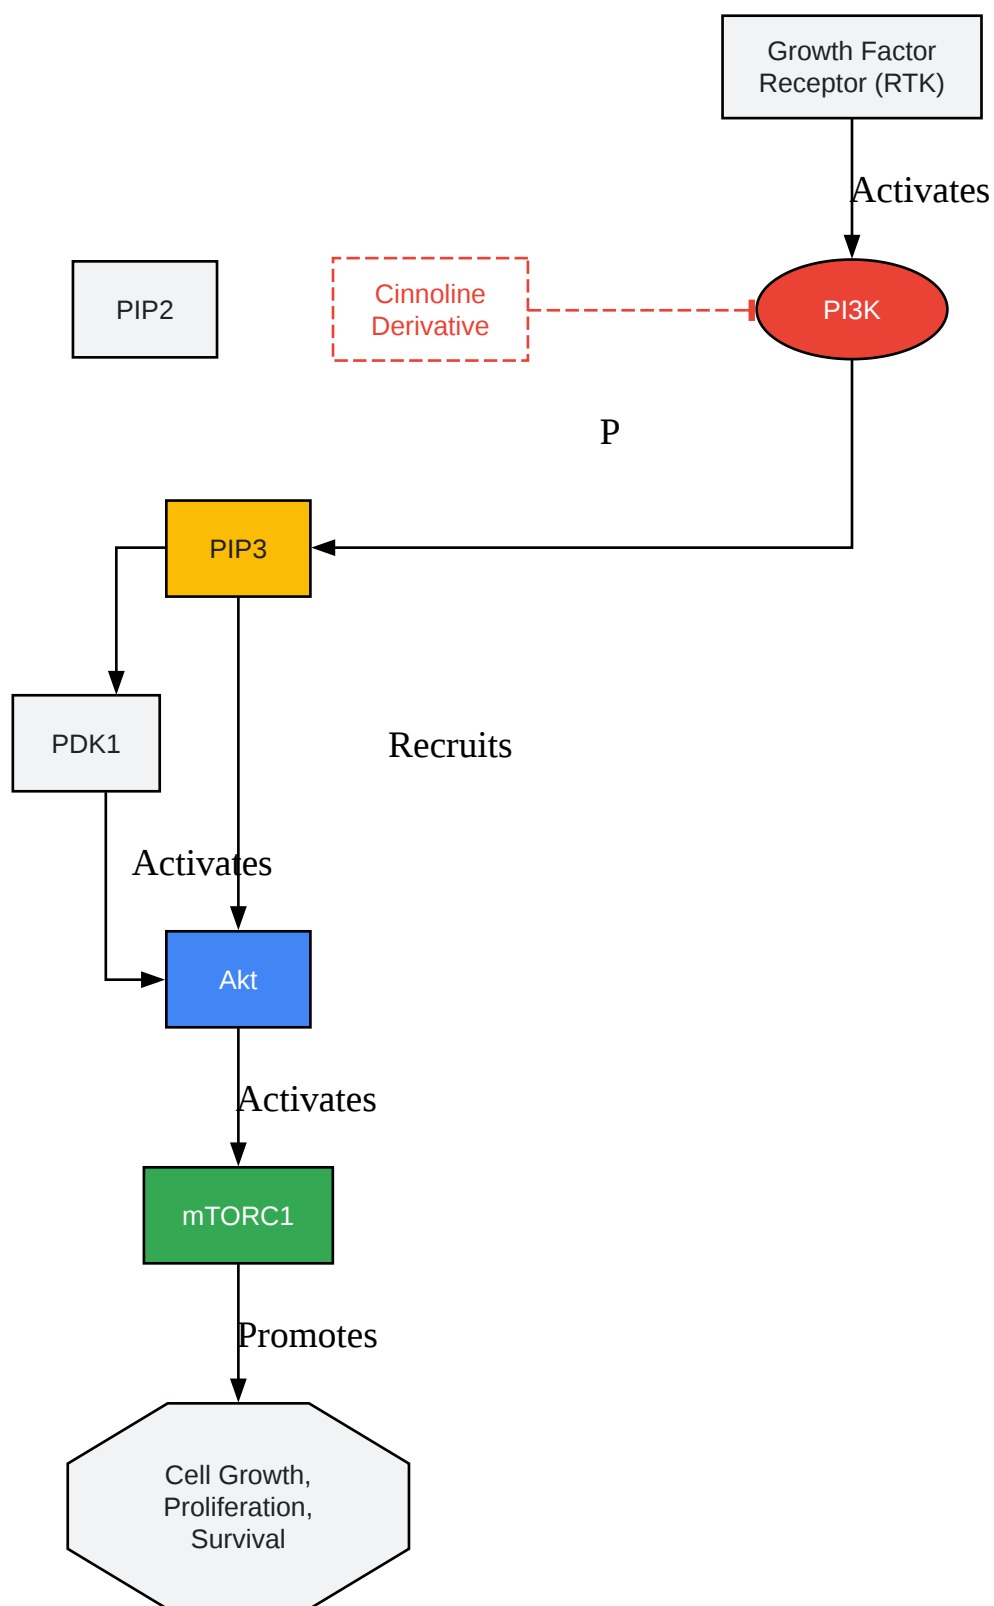 Growth Factor
Receptor (RTK)
Activates
PIP2
Cinnoline
Derivative
PI3K
P
PIP3
PDK1
Recruits
Activates
Akt
Activates
mTORC1
Promotes
Cell Growth,
Proliferation,
Survival